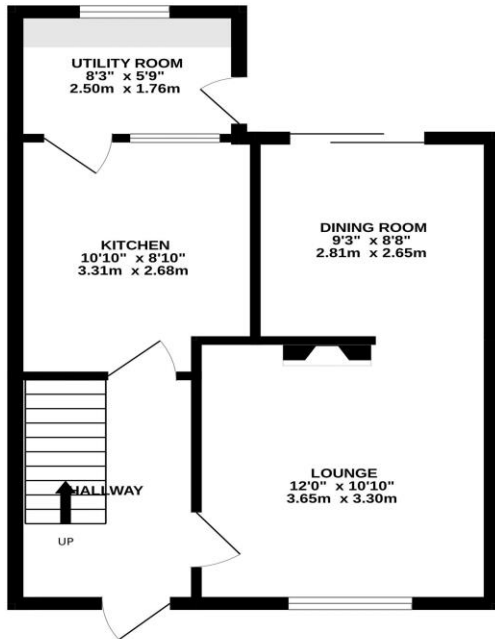 UTILITY ROOM
8'3" x 5'9"
2.50m x 1.76m
KITCHEN
10'10" x 8'10"
3.31m x 2.68m
DINING ROOM
9'3" x 8'8"
2.81m x 2.65m
LOUNGE
12'0" x 10'10"
3.65m x 3.30m
HALLWAY
UP